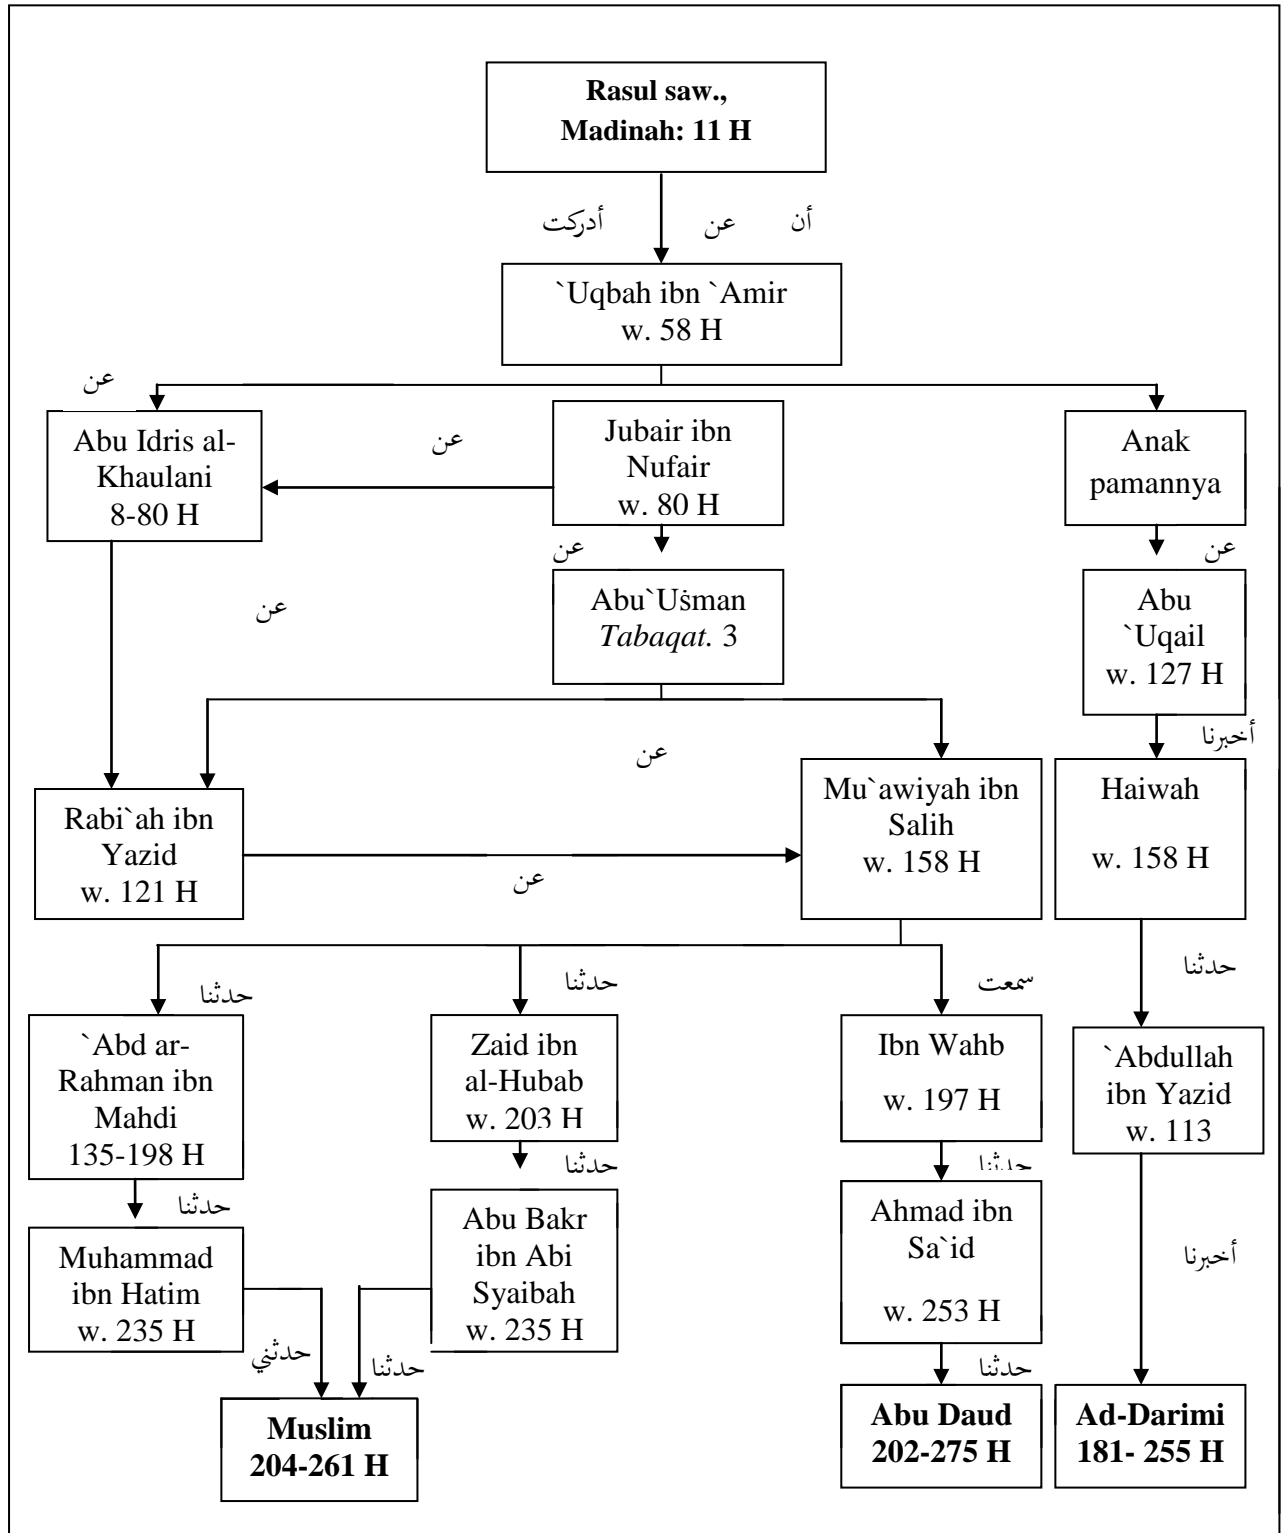 Rasul saw.,
Madinah: 11 H
أن
عن
أدركت
`Uqbah ibn `Amir
w. 58 H
عن
Abu Idris al-
Khaulani
8-80 H
عن
Jubair ibn
Nufair
w. 80 H
Anak
pamannya
عن
عن
عن
Abu`Uṡman
Tabaqat. 3
Abu
`Uqail
w. 127 H
أخبرنا
عن
Rabi`ah ibn
Yazid
w. 121 H
عن
Mu`awiyah ibn
Salih
w. 158 H
Haiwah
w. 158 H
حدثنا
حدثنا
سمعت
حدثنا
`Abd ar-
Rahman ibn
Mahdi
135-198 H
Zaid ibn
al-Hubab
w. 203 H
Ibn Wahb
w. 197 H
`Abdullah
ibn Yazid
w. 113
حدثنا
حدثنا
حدثنا
Muhammad
ibn Hatim
w. 235 H
Abu Bakr
ibn Abi
Syaibah
w. 235 H
Ahmad ibn
Sa`id
w. 253 H
أخبرنا
حدثني
حدثنا
حدثنا
Muslim
204-261 H
Abu Daud
202-275 H
Ad-Darimi
181- 255 H